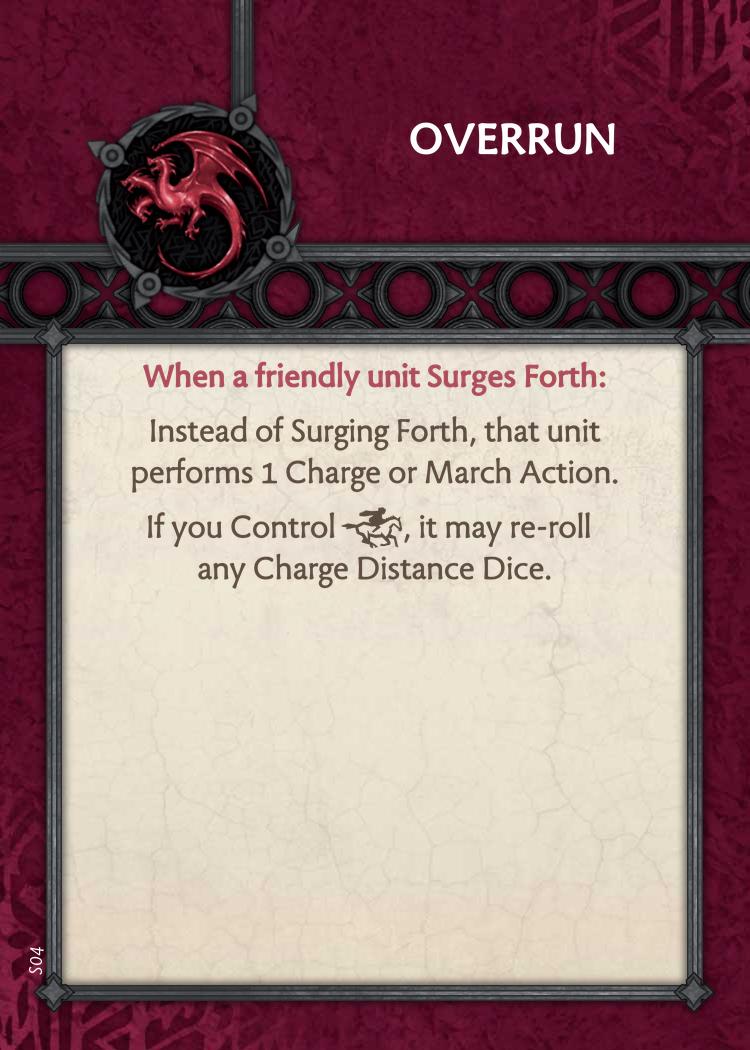 OVERRUN
When a friendly unit Surges Forth:
Instead of Surging Forth, that unit
performs 1 Charge or March Action.
If you Control , it may re-roll
any Charge Distance Dice.
S04